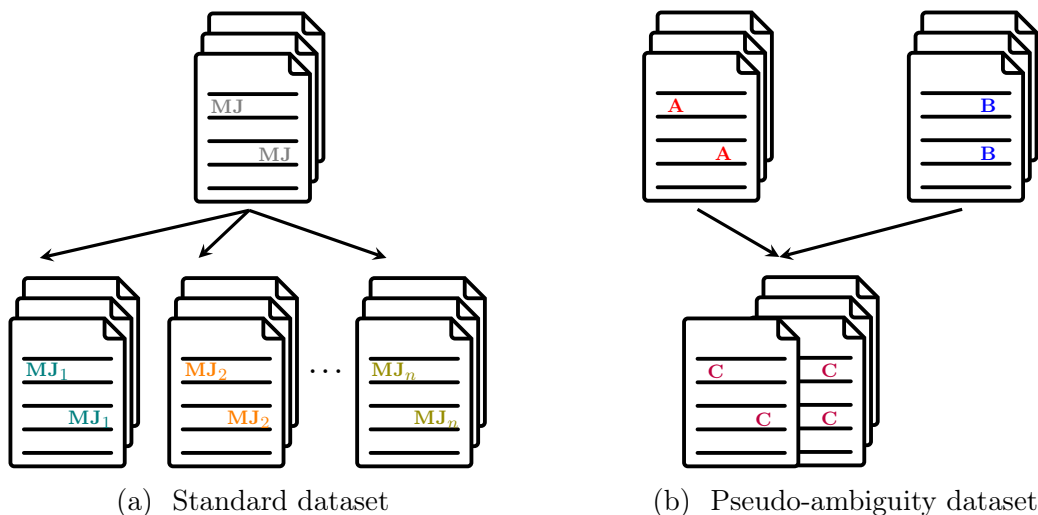 MJ
MJ
MJ₁
MJ₁
MJ₂
MJ₂
...
MJₙ
MJₙ
(a) Standard dataset
A
A
B
B
C
C
C
C
(b) Pseudo-ambiguity dataset